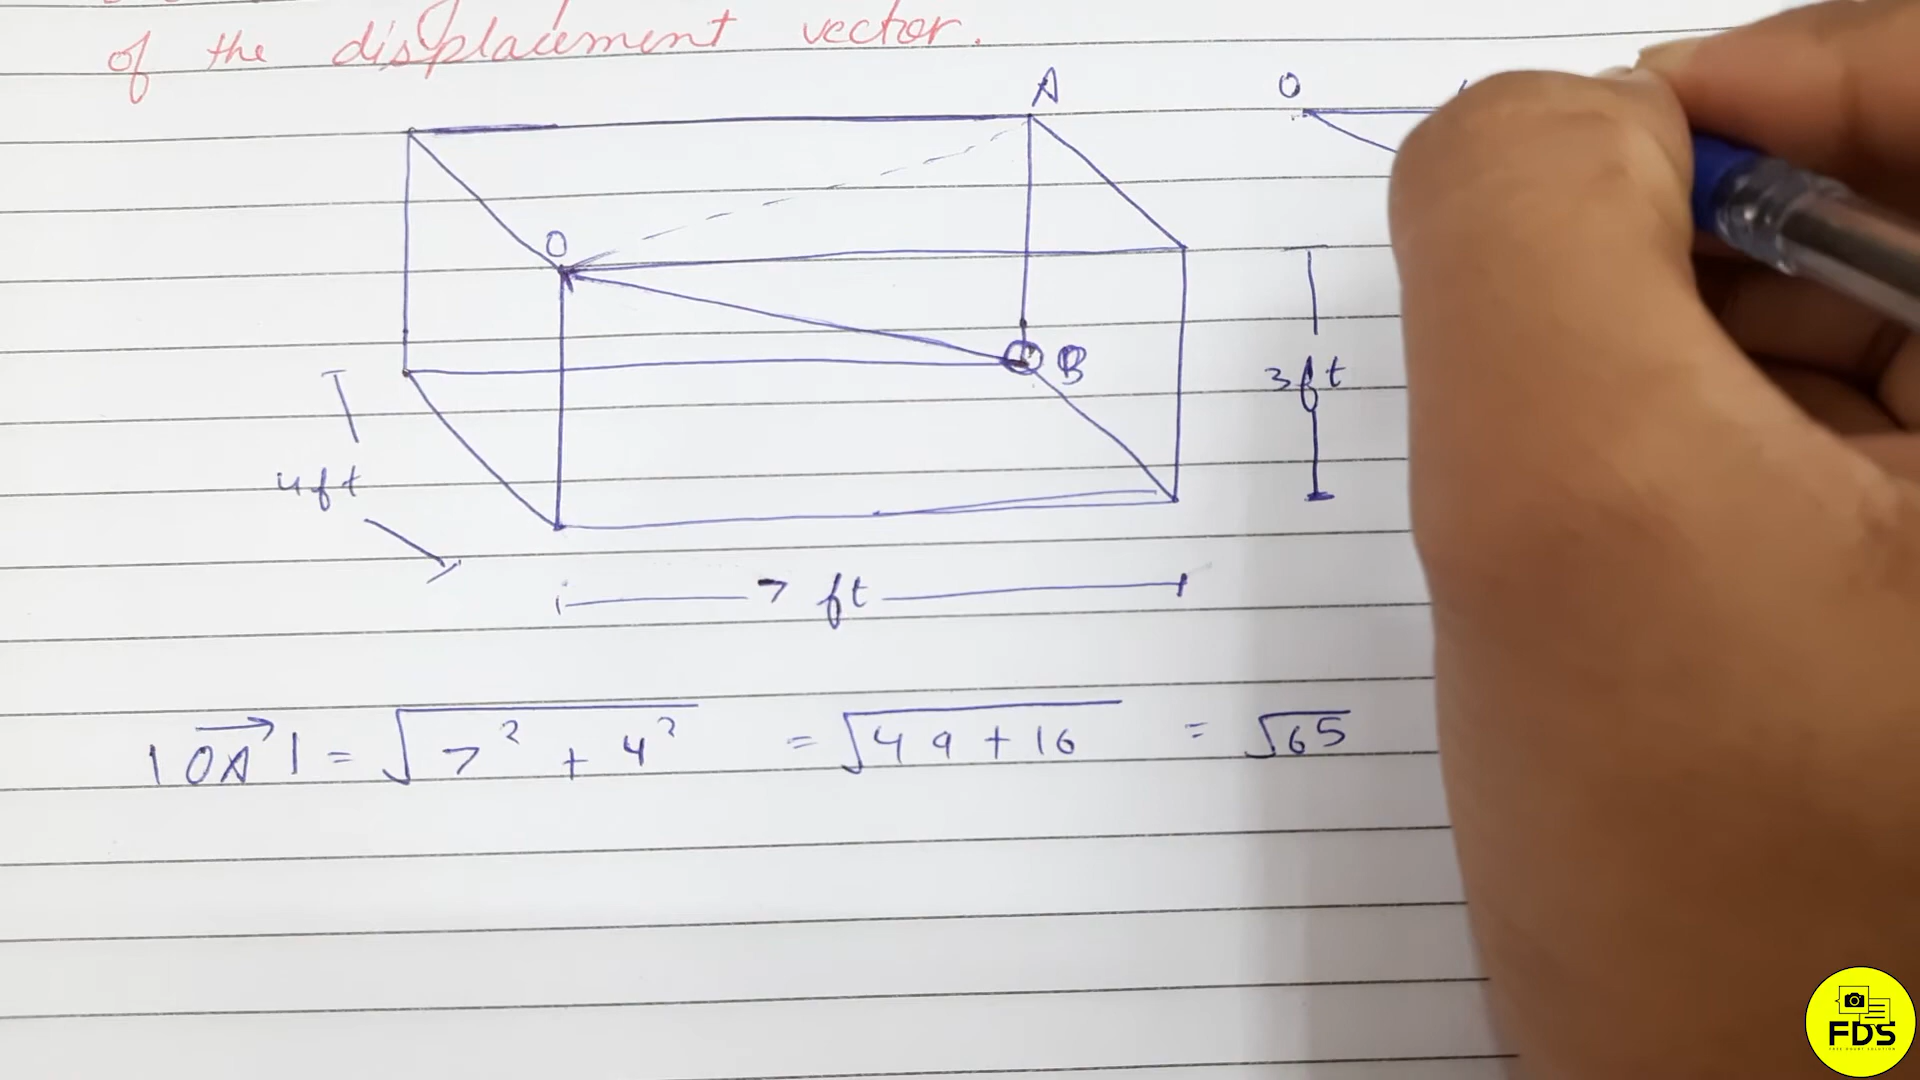 of the displacement vector.
A
O
O
B
3ft
4ft
7 ft
|OA| = √7² + 4² = √49+16 = √65
FDS